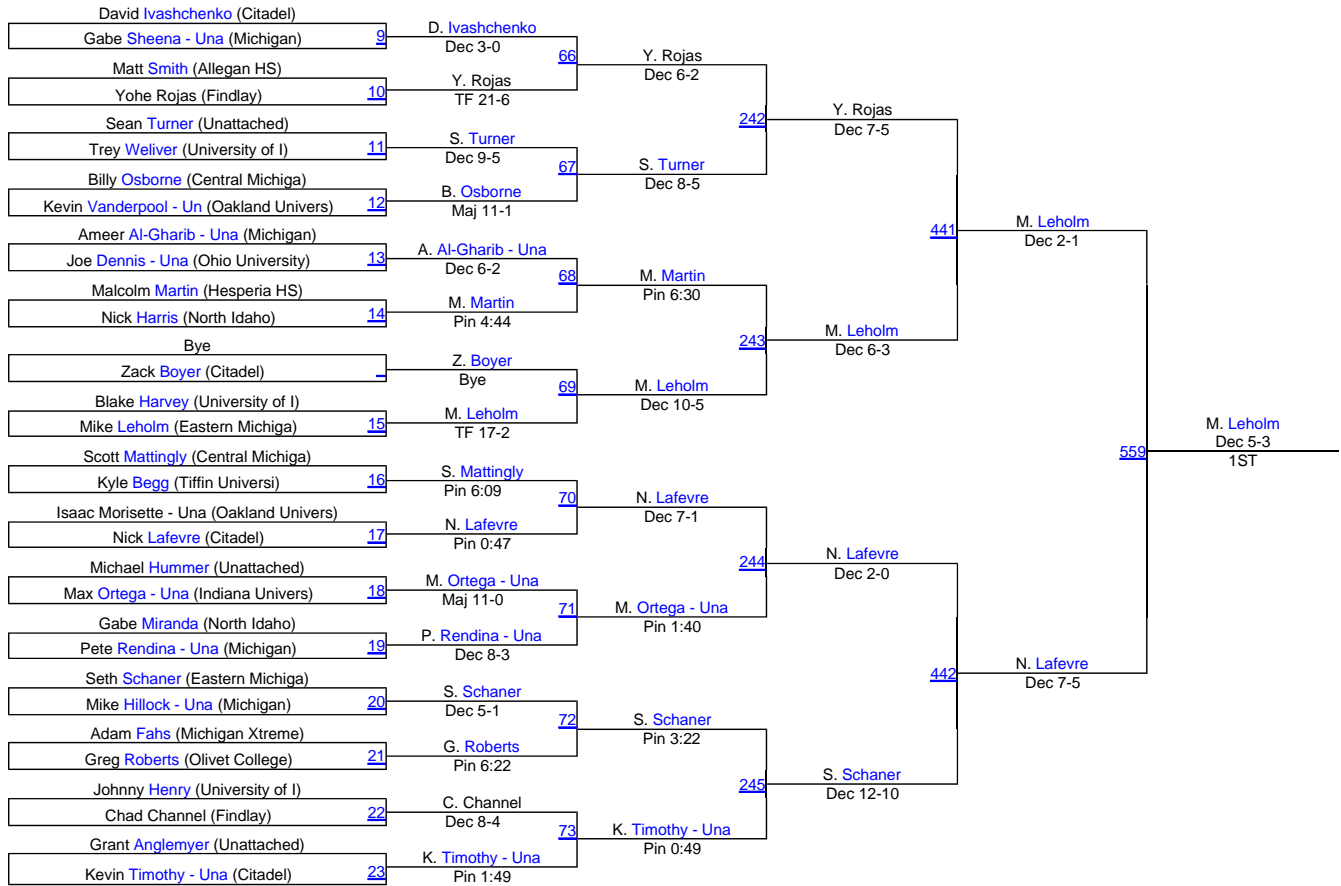 David Ivashchenko (Citadel)
Gabe Sheena - Una (Michigan)
9
Matt Smith (Allegan HS)
Yohe Rojas (Findlay)
10
Sean Turner (Unattached)
Trey Weliver (University of I)
11
Billy Osborne (Central Michiga)
Kevin Vanderpool - Un (Oakland Univers)
12
Ameer Al-Gharib - Una (Michigan)
Joe Dennis - Una (Ohio University)
13
Malcolm Martin (Hesperia HS)
Nick Harris (North Idaho)
14
Bye
Zack Boyer (Citadel)
Blake Harvey (University of I)
Mike Leholm (Eastern Michiga)
15
Scott Mattingly (Central Michiga)
Kyle Begg (Tiffin Universi)
16
Isaac Morisette - Una (Oakland Univers)
Nick Lafevre (Citadel)
17
Michael Hummer (Unattached)
Max Ortega - Una (Indiana Univers)
18
Gabe Miranda (North Idaho)
Pete Rendina - Una (Michigan)
19
Seth Schaner (Eastern Michiga)
Mike Hillock - Una (Michigan)
20
Adam Fahs (Michigan Xtreme)
Greg Roberts (Olivet College)
21
Johnny Henry (University of I)
Chad Channel (Findlay)
22
Grant Anglemyer (Unattached)
Kevin Timothy - Una (Citadel)
23
D. Ivashchenko
Dec 3-0
66
Y. Rojas
TF 21-6
S. Turner
Dec 9-5
67
B. Osborne
Maj 11-1
A. Al-Gharib - Una
Dec 6-2
68
M. Martin
Pin 4:44
Z. Boyer
Bye
69
M. Leholm
TF 17-2
S. Mattingly
Pin 6:09
70
N. Lafevre
Pin 0:47
M. Ortega - Una
Maj 11-0
71
P. Rendina - Una
Dec 8-3
S. Schaner
Dec 5-1
72
G. Roberts
Pin 6:22
C. Channel
Dec 8-4
73
K. Timothy - Una
Pin 1:49
Y. Rojas
Dec 6-2
242
S. Turner
Dec 8-5
M. Martin
Pin 6:30
243
M. Leholm
Dec 10-5
N. Lafevre
Dec 7-1
244
M. Ortega - Una
Pin 1:40
S. Schaner
Pin 3:22
245
K. Timothy - Una
Pin 0:49
Y. Rojas
Dec 7-5
441
M. Leholm
Dec 6-3
N. Lafevre
Dec 2-0
442
S. Schaner
Dec 12-10
M. Leholm
Dec 2-1
559
N. Lafevre
Dec 7-5
M. Leholm
Dec 5-3
1ST